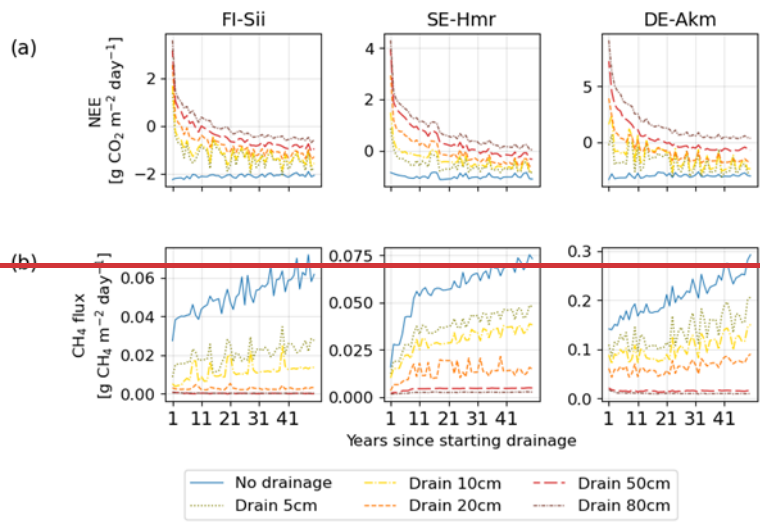 FI-Sii SE-Hmr DE-Akm
(a)
NEE
[g CO₂ m⁻² day⁻¹]
2
0
−2
4
2
0
5
0
(b)
CH₄ flux
[g CH₄ m⁻² day⁻¹]
0.06
0.04
0.02
0.00
0.075
0.050
0.025
0.000
0.3
0.2
0.1
0.0
1 11 21 31 41 1 11 21 31 41 1 11 21 31 41
Years since starting drainage
No drainage Drain 10cm Drain 50cm
Drain 5cm Drain 20cm Drain 80cm